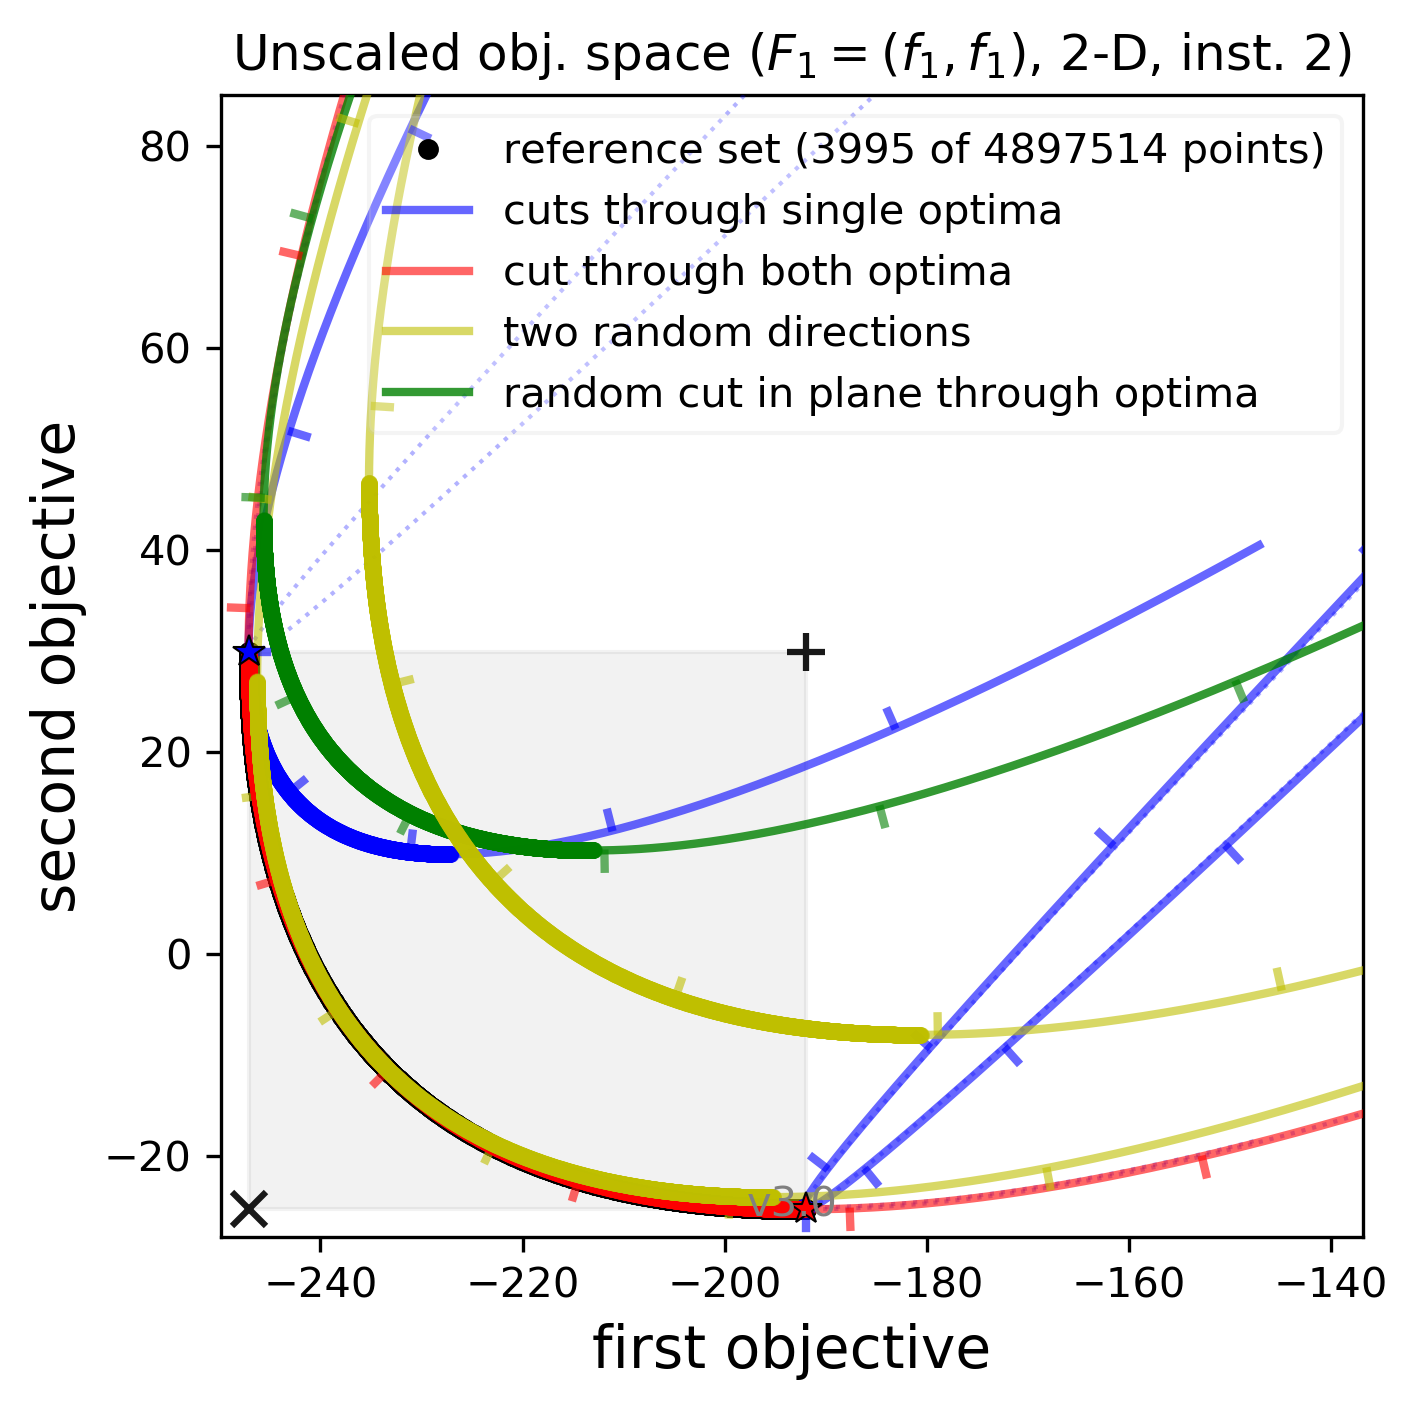 Unscaled obj. space (F₁ = (f₁, f₁), 2-D, inst. 2)
reference set (3995 of 4897514 points)
cuts through single optima
cut through both optima
two random directions
random cut in plane through optima
80
60
40
20
0
−20
second objective
v3.0
−240 −220 −200 −180 −160 −140
first objective